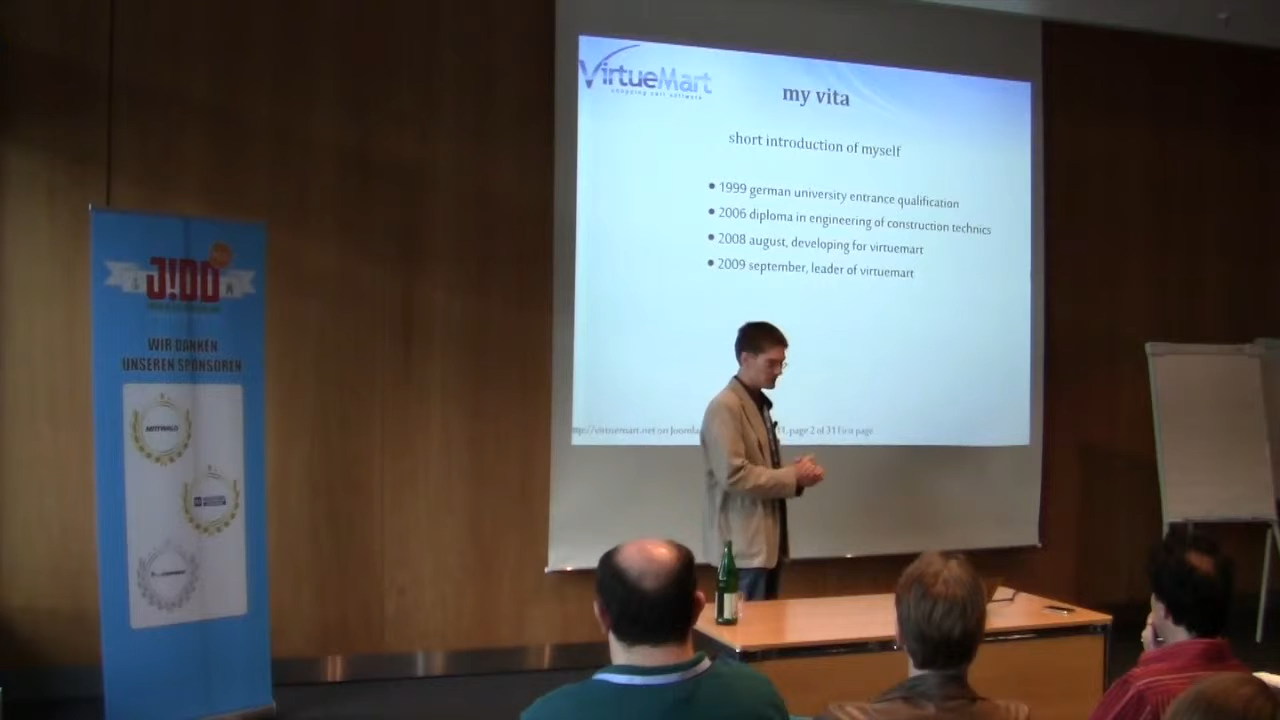 VirtueMart
shopping cart software
my vita
short introduction of myself
• 1999 german university entrance qualification
• 2006 diploma in engineering of construction technics
• 2008 august, developing for virtuemart
• 2009 september, leader of virtuemart
ttp://virtuemart.net on Joomla
11, page 2 of 31 First page
J!DD
WIR DANKEN
UNSEREN SPONSOREN